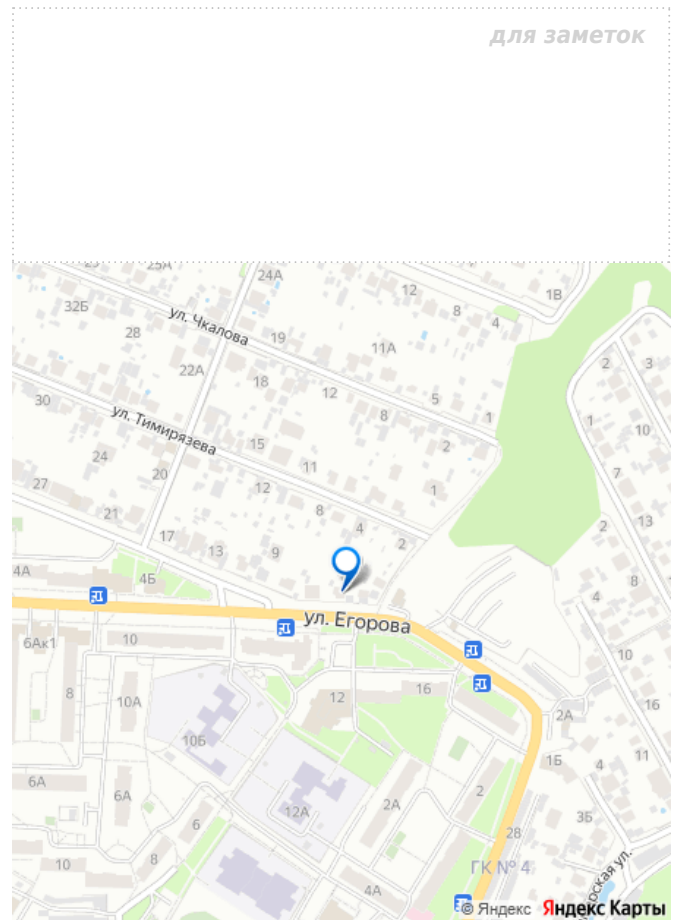 для заметок
25А
24А
12
8
1В
4
32Б
28
ул. Чкалова
19
11А
2
3
22А
18
12
5
30
8
1
1
10
ул. Тимирязева
15
2
24
20
11
7
27
12
1
21
8
13
4
2
17
13
9
2
4А
4Б
8
4
ул. Егорова
6Ак1
10
10
8
10А
12
16
16
2А
10Б
1Б
4
11
6А
6А
2
12А
2А
3Б
6
28
10
8
ГК № 4
4А
© Яндекс Яндекс Карты